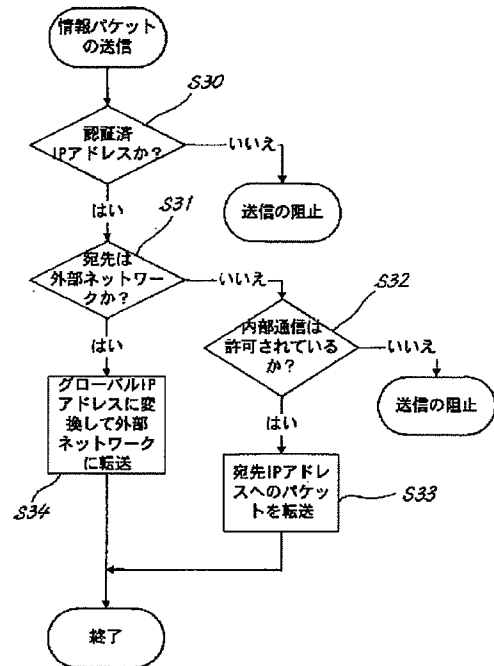 情報パケット
の送信
S30
認証済
IPアドレスか?
いいえ
はい
送信の阻止
S31
宛先は
外部ネットワー
クか?
いいえ
はい
S32
内部通信は
許可されている
か?
いいえ
はい
送信の阻止
グローバルIP
アドレスに変
換して外部
ネットワーク
に転送
S34
宛先IPアドレ
スへのパケッ
トを転送
S33
終了